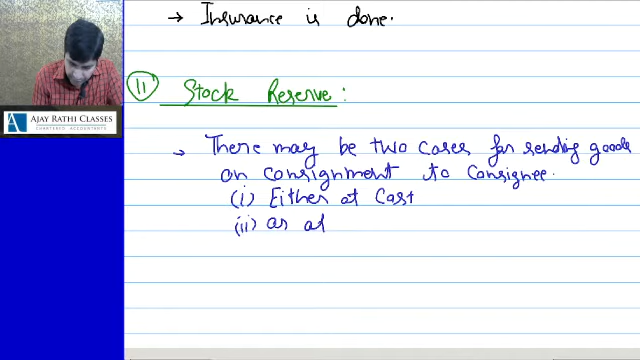 → Insurance is done.
11 Stock Reserve :
AJAY RATHI CLASSES
CHARTERED ACCOUNTANTS
→ There may be two cases for sending goods
on consignment to consignee.
(i) Either at Cost
(ii) or at